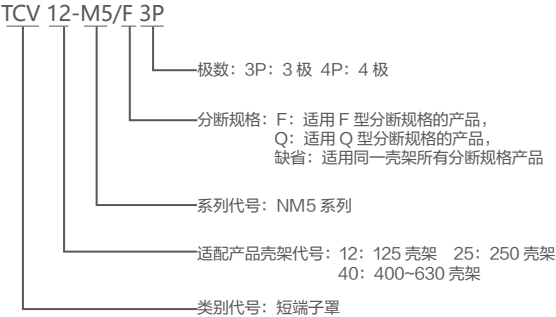 TCV 12-M5/F 3P
极数：3P：3 极 4P：4 极
分断规格：F：适用 F 型分断规格的产品，
Q：适用 Q 型分断规格的产品，
缺省：适用同一壳架所有分断规格产品
系列代号：NM5 系列
适配产品壳架代号：12：125 壳架 25：250 壳架
40：400~630 壳架
类别代号：短端子罩